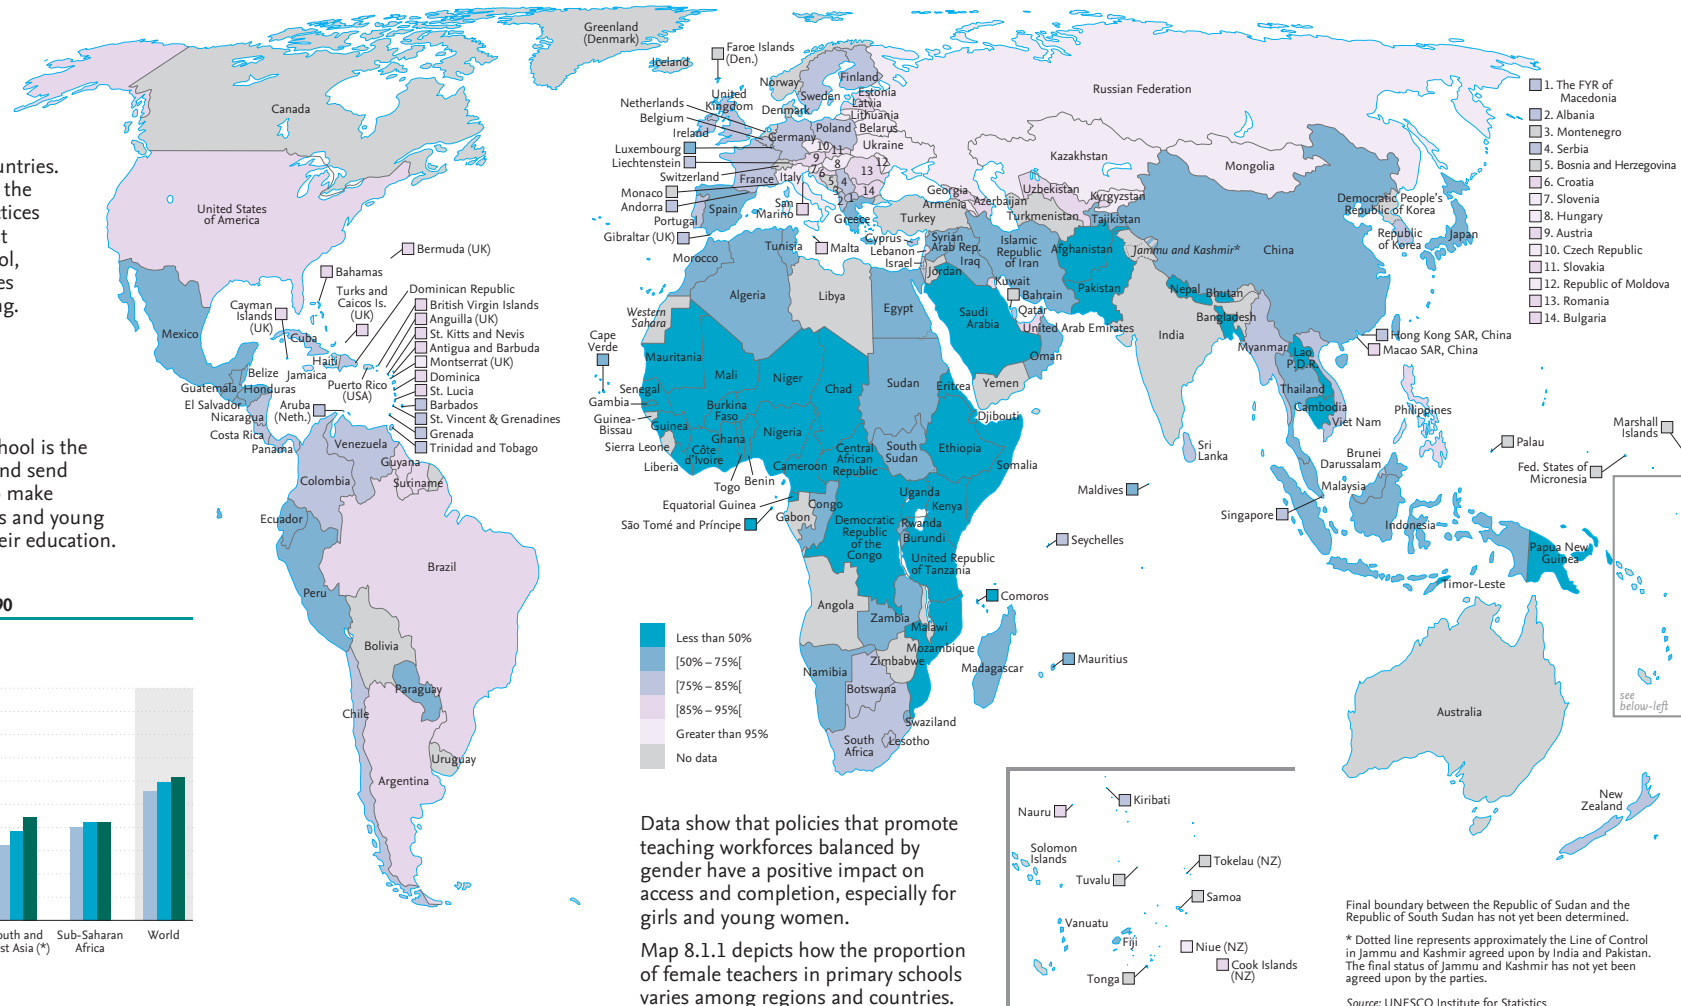 Greenland
(Denmark)
Faroe Islands
(Den.)
Iceland
Norway
Sweden
Finland
Estonia
Latvia
Lithuania
Belarus
Ukraine
Denmark
United
Kingdom
Netherlands
Belgium
Ireland
Luxembourg
Liechtenstein
Switzerland
Monaco
Andorra
Portugal
Gibraltar (UK)
Germany
Poland
France
Italy
Spain
San
Marino
Greece
Malta
10
11
9
8
7
6
5
4
3
2
1
12
13
14
Russian Federation
Canada
United States
of America
Kazakhstan
Mongolia
Georgia
Armenia
Azerbaijan
Uzbekistan
Kyrgyzstan
Turkmenistan
Tajikistan
Turkey
Cyprus
Lebanon
Israel
Syrian
Arab Rep.
Iraq
Jordan
Islamic
Republic
of Iran
Afghanistan
Pakistan
Jammu and Kashmir*
China
Democratic People's
Republic of Korea
Republic
of Korea
Japan
Kuwait
Bahrain
Qatar
United Arab Emirates
Saudi
Arabia
Oman
Yemen
Nepal
Bhutan
Bangladesh
India
Myanmar
Lao
P.D.R.
Thailand
Cambodia
Viet Nam
Hong Kong SAR, China
Macao SAR, China
Philippines
Sri
Lanka
Brunei
Darussalam
Malaysia
Singapore
Indonesia
Timor-Leste
Papua New
Guinea
Palau
Fed. States of
Micronesia
Marshall
Islands
Maldives
Seychelles
Comoros
Mauritius
Madagascar
Australia
New
Zealand
1. The FYR of
Macedonia
2. Albania
3. Montenegro
4. Serbia
5. Bosnia and Herzegovina
6. Croatia
7. Slovenia
8. Hungary
9. Austria
10. Czech Republic
11. Slovakia
12. Republic of Moldova
13. Romania
14. Bulgaria
Bermuda (UK)
Bahamas
Turks and
Caicos Is.
(UK)
Cayman
Islands
(UK)
Dominican Republic
British Virgin Islands
Anguilla (UK)
St. Kitts and Nevis
Antigua and Barbuda
Montserrat (UK)
Dominica
St. Lucia
Barbados
St. Vincent & Grenadines
Grenada
Trinidad and Tobago
Mexico
Cuba
Haiti
Jamaica
Belize
Puerto Rico
(USA)
Guatemala
Honduras
El Salvador
Nicaragua
Aruba
(Neth.)
Costa Rica
Panama
Venezuela
Guyana
Suriname
Colombia
Ecuador
Peru
Brazil
Bolivia
Paraguay
Chile
Argentina
Uruguay
Morocco
Tunisia
Algeria
Libya
Egypt
Western
Sahara
Cape
Verde
Mauritania
Mali
Niger
Chad
Sudan
Eritrea
Djibouti
Senegal
Gambia
Guinea-
Bissau
Guinea
Sierra Leone
Liberia
Burkina
Faso
Ghana
Côte
d'Ivoire
Togo
Benin
Nigeria
Cameroon
Central
African
Republic
South
Sudan
Ethiopia
Somalia
Equatorial Guinea
São Tomé and Príncipe
Gabon
Congo
Democratic
Republic
of the
Congo
Uganda
Kenya
Rwanda
Burundi
United Republic
of Tanzania
Angola
Zambia
Malawi
Mozambique
Zimbabwe
Namibia
Botswana
Swaziland
South
Africa
Lesotho
untries.
the
ctices
t
ol,
es
ng.
chool is the
nd send
o make
s and young
eir education.
90
outh and
st Asia (*)
Sub-Saharan
Africa
World
Less than 50%
[50% – 75%[
[75% – 85%[
[85% – 95%[
Greater than 95%
No data
Data show that policies that promote
teaching workforces balanced by
gender have a positive impact on
access and completion, especially for
girls and young women.
Map 8.1.1 depicts how the proportion
of female teachers in primary schools
varies among regions and countries.
Nauru
Kiribati
Solomon
Islands
Tuvalu
Tokelau (NZ)
Samoa
Vanuatu
Fiji
Niue (NZ)
Cook Islands
(NZ)
Tonga
see
below-left
Final boundary between the Republic of Sudan and the
Republic of South Sudan has not yet been determined.
* Dotted line represents approximately the Line of Control
in Jammu and Kashmir agreed upon by India and Pakistan.
The final status of Jammu and Kashmir has not yet been
agreed upon by the parties.
Source: UNESCO Institute for Statistics